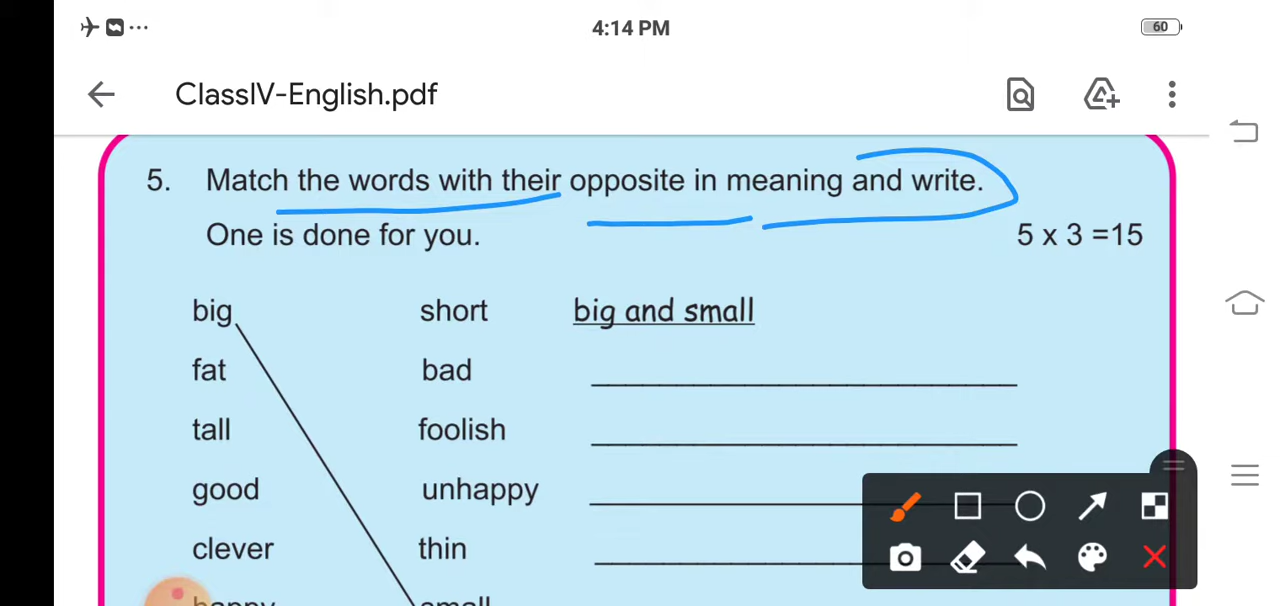 4:14 PM
60
ClassIV-English.pdf
5. Match the words with their opposite in meaning and write.
One is done for you. 5 x 3 =15
big short big and small
fat bad
tall foolish
good unhappy
clever thin
happy small